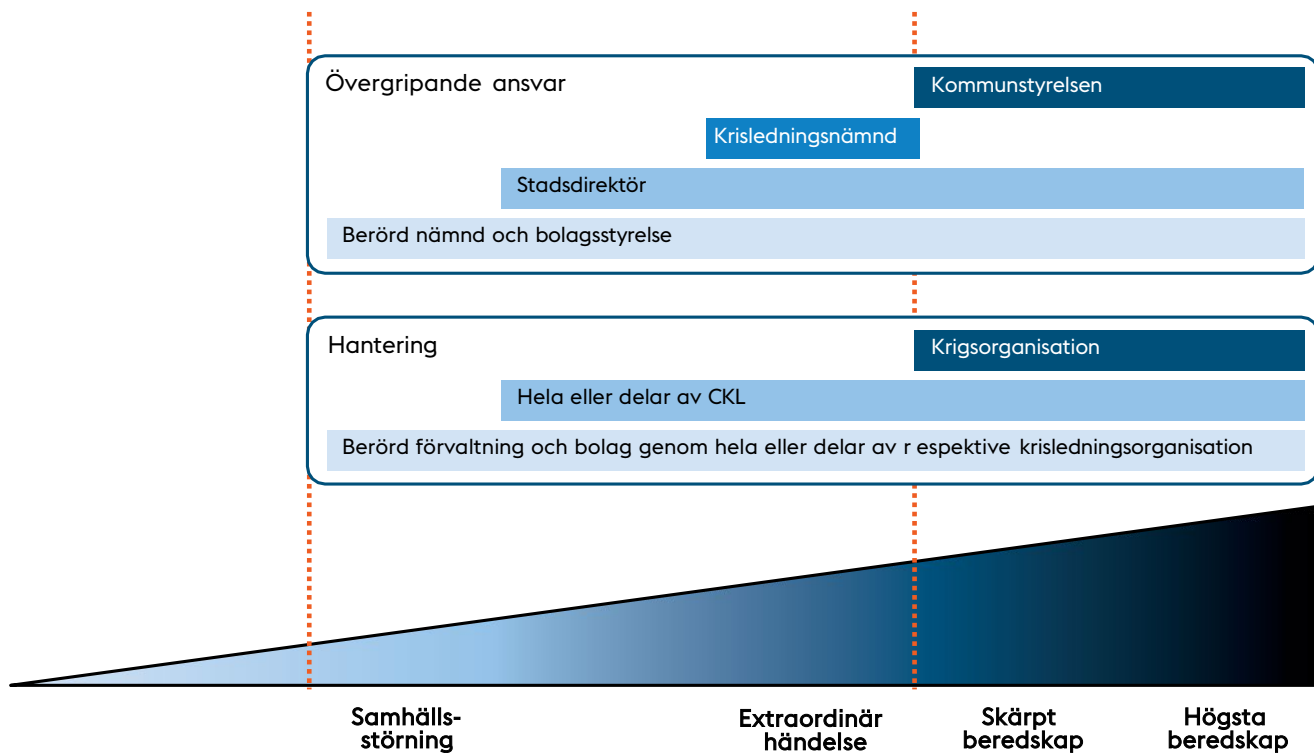 Övergripande ansvar
Kommunstyrelsen
Krisledningsnämnd
Stadsdirektör
Berörd nämnd och bolagsstyrelse
Hantering
Krigsorganisation
Hela eller delar av CKL
Berörd förvaltning och bolag genom hela eller delar av r espektive krisledningsorganisation
Samhälls-
störning
Extraordinär
händelse
Skärpt
beredskap
Högsta
beredskap